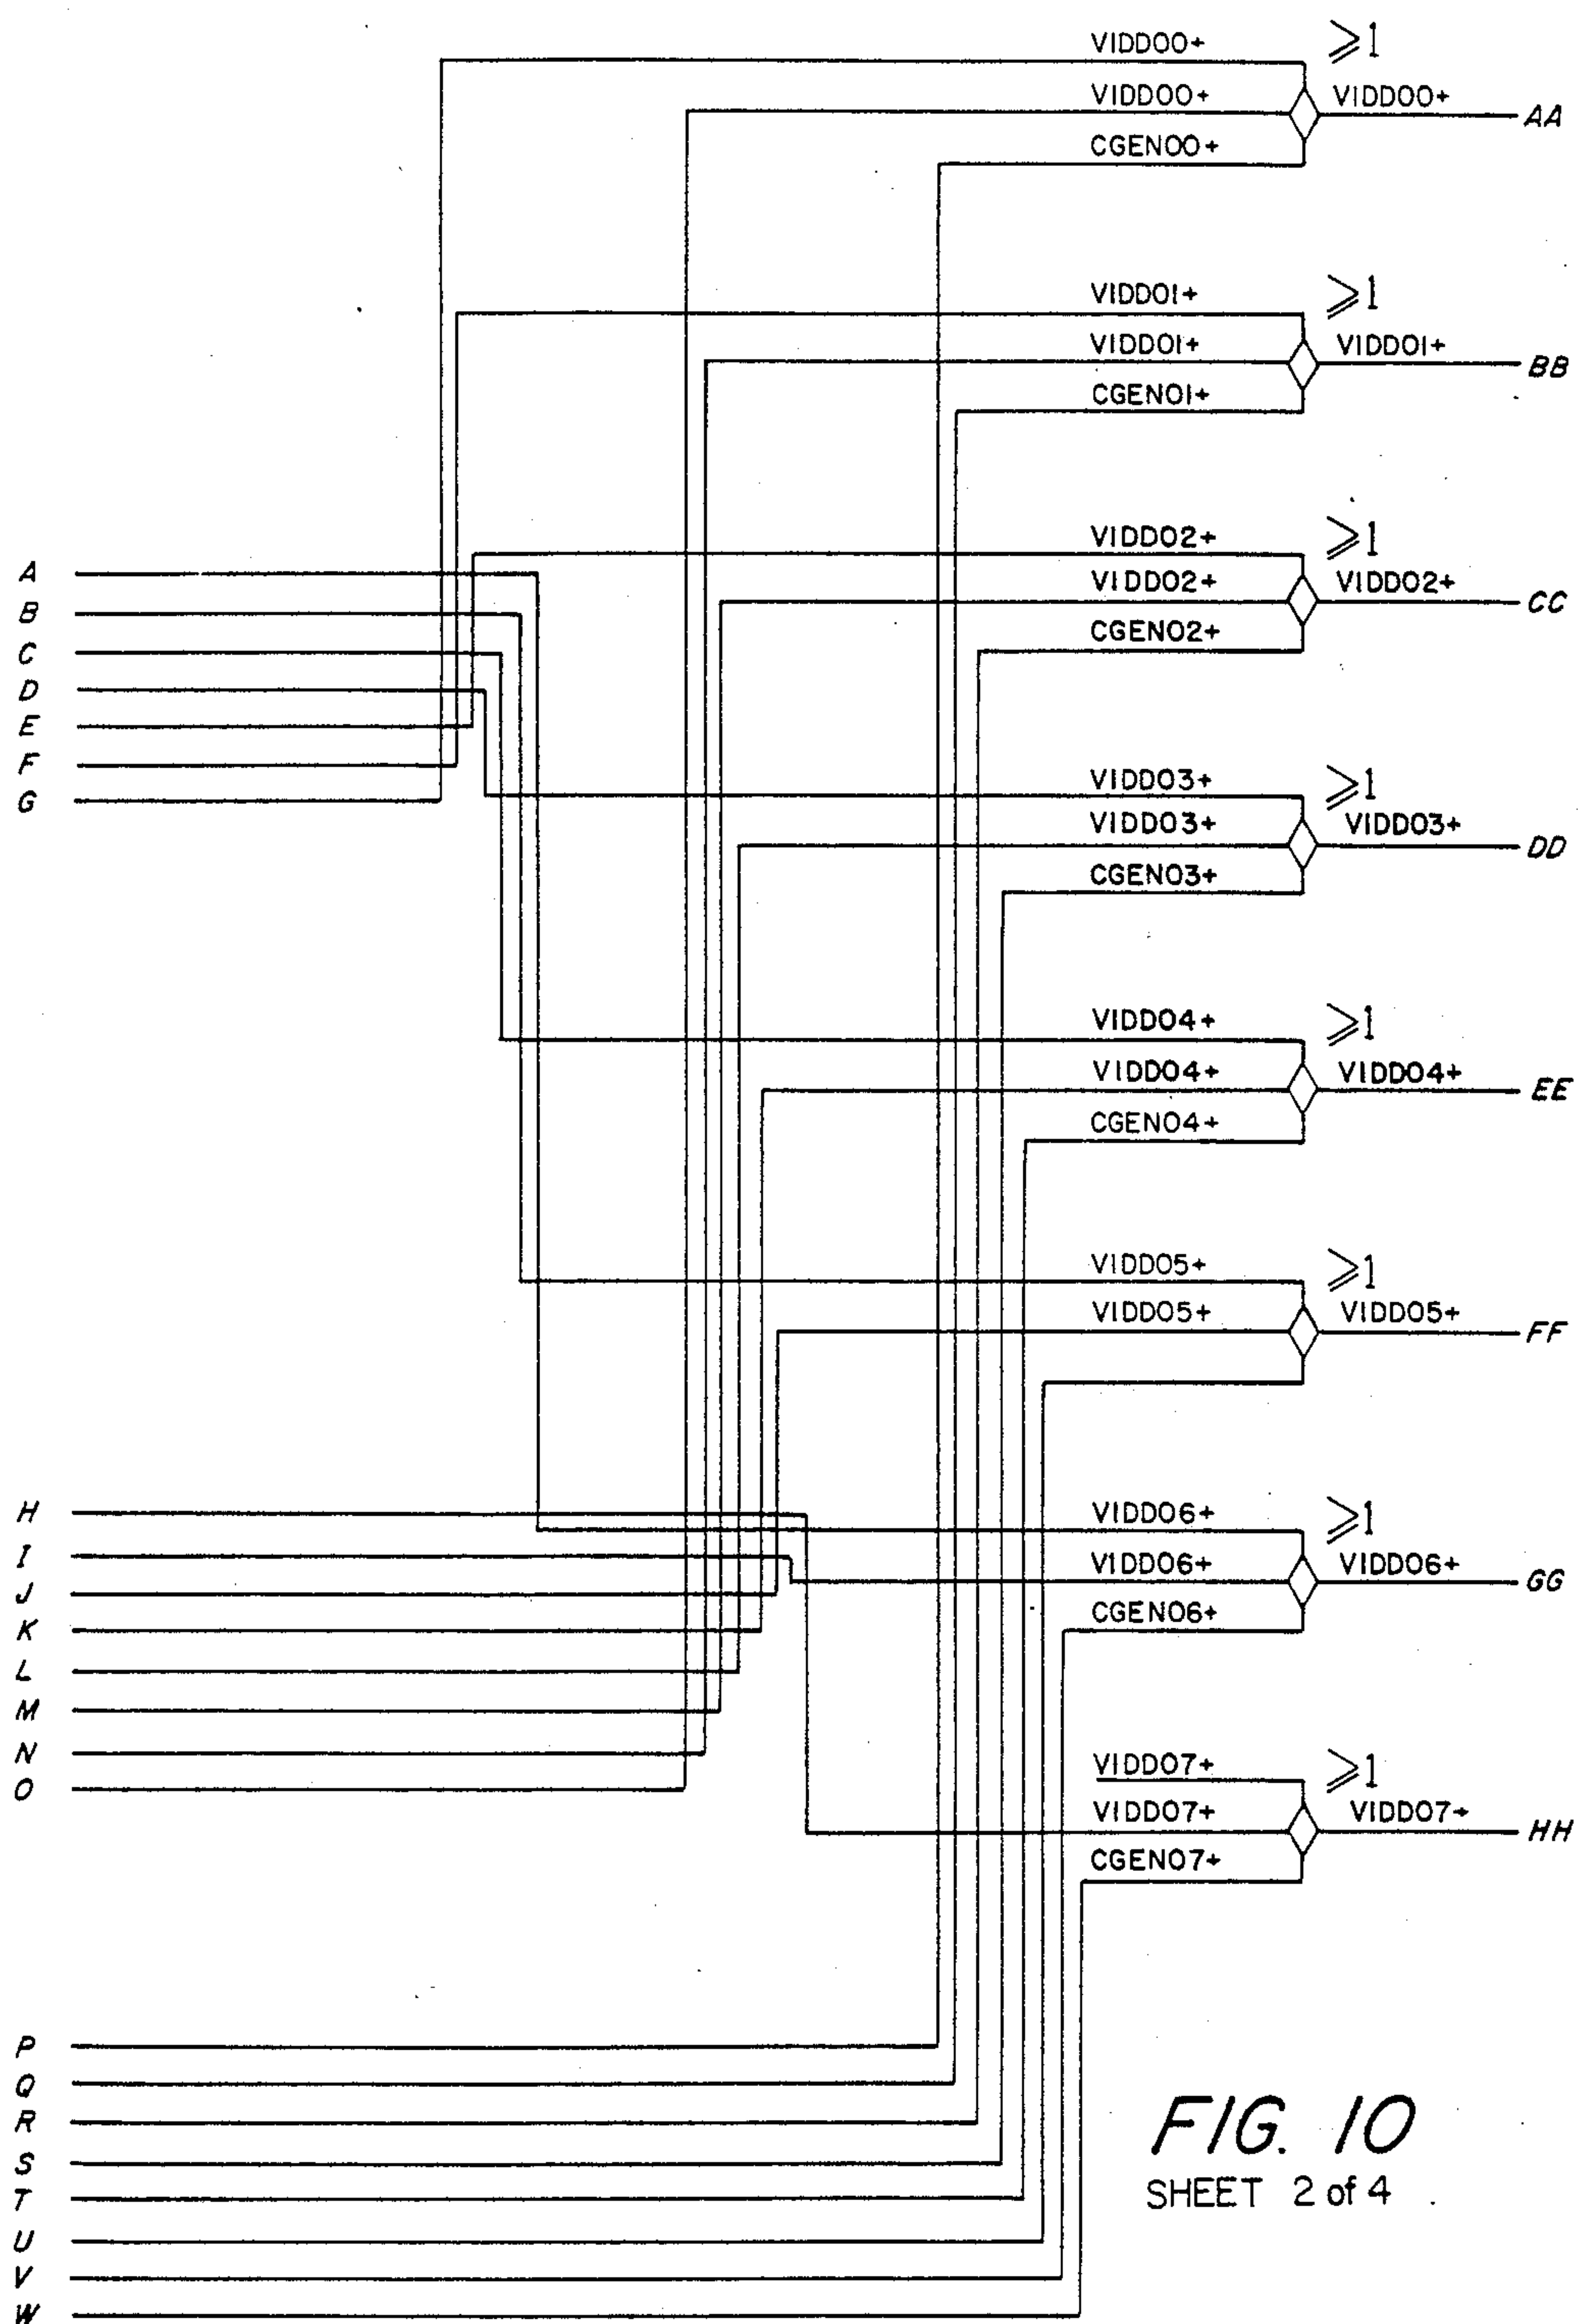 VIDD00+ ≥1
VIDD00+ VIDD00+ AA
CGEN00+
VIDD01+ ≥1
VIDD01+ VIDD01+ BB
CGEN01+
VIDD02+ ≥1
A
VIDD02+ VIDD02+ CC
B
CGEN02+
C
D
E
F
VIDD03+ ≥1
G
VIDD03+ VIDD03+ DD
CGEN03+
VIDD04+ ≥1
VIDD04+ VIDD04+ EE
CGEN04+
VIDD05+ ≥1
VIDD05+ VIDD05+ FF
H VIDD06+ ≥1
I VIDD06+ VIDD06+ GG
J
K CGEN06+
L
M
N
VIDD07+ ≥1
O
VIDD07+ VIDD07+ HH
CGEN07+
P
Q
R
S
T
U
V
W
FIG. 10
SHEET 2 of 4